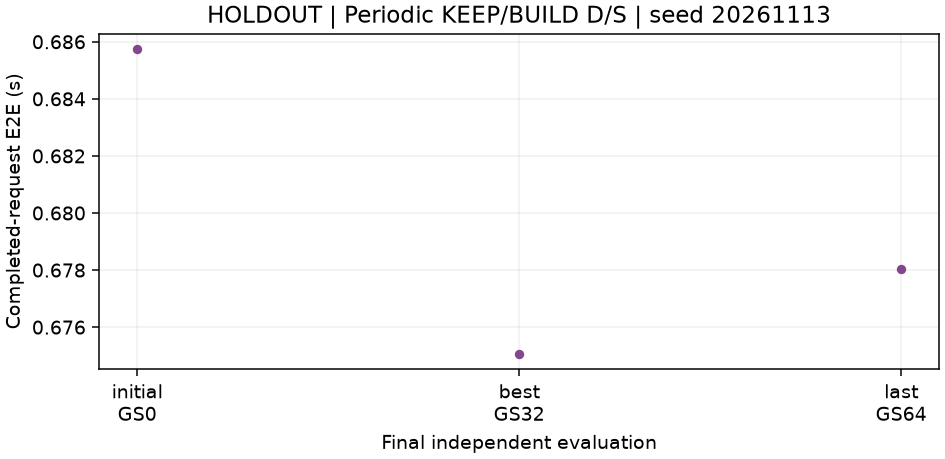 HOLDOUT | Periodic KEEP/BUILD D/S | seed 20261113
Completed-request E2E (s)
0.686
0.684
0.682
0.680
0.678
0.676
initial
GS0
best
GS32
last
GS64
Final independent evaluation